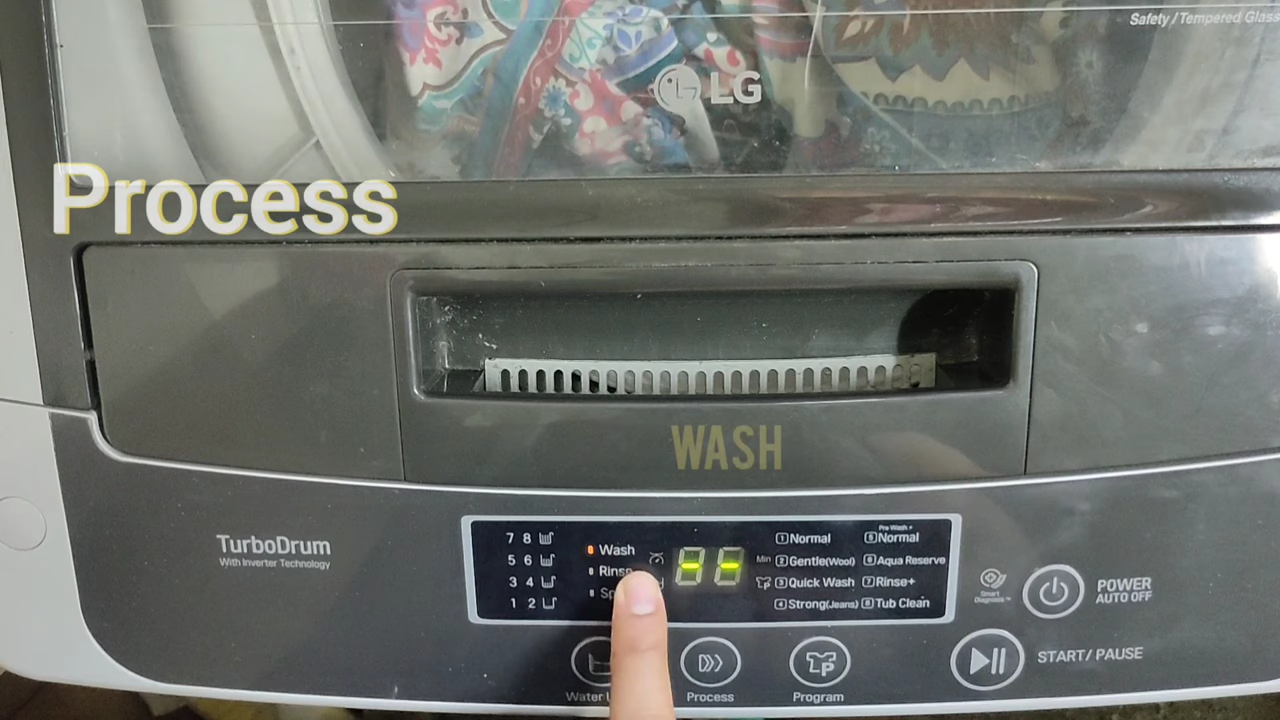 Safety / Tempered Glass
LG
Process
WASH
TurboDrum
With Inverter Technology
7 8
5 6
3 4
1 2
Wash
Rinse
Min
1 Normal
2 Gentle(Wool)
3 Quick Wash
4 Strong(Jeans)
Pre Wash +
5 Normal
6 Aqua Reserve
7 Rinse+
8 Tub Clean
Smart
Diagnosis™
POWER
AUTO OFF
START/ PAUSE
Water
Process
Program